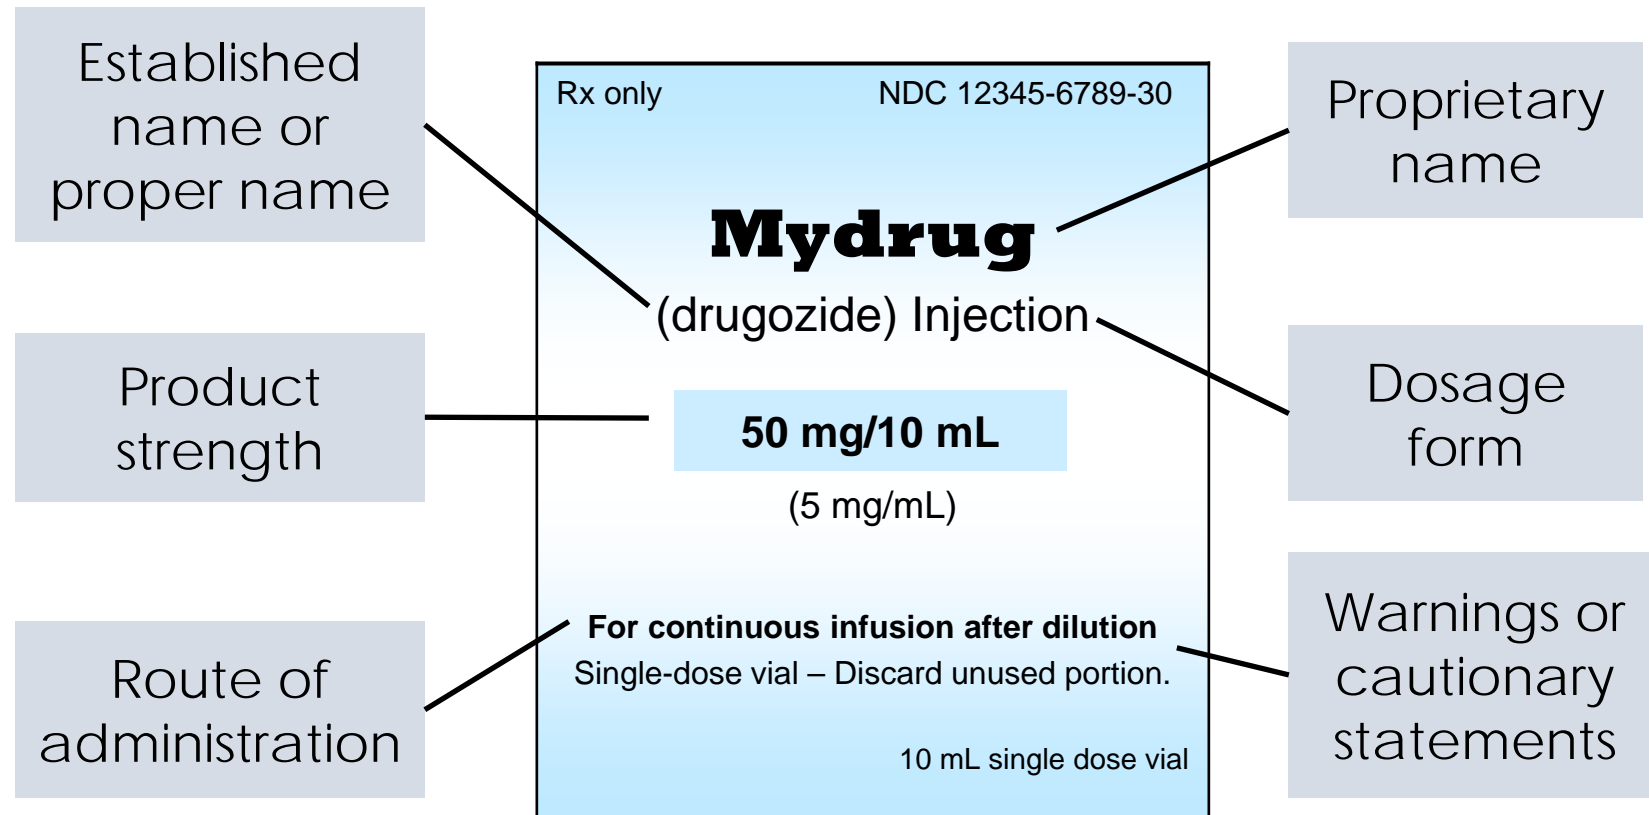 Established
name or
proper name
Product
strength
Route of
administration
Rx only NDC 12345-6789-30
Mydrug
(drugozide) Injection
50 mg/10 mL
(5 mg/mL)
For continuous infusion after dilution
Single-dose vial – Discard unused portion.
10 mL single dose vial
Proprietary
name
Dosage
form
Warnings or
cautionary
statements